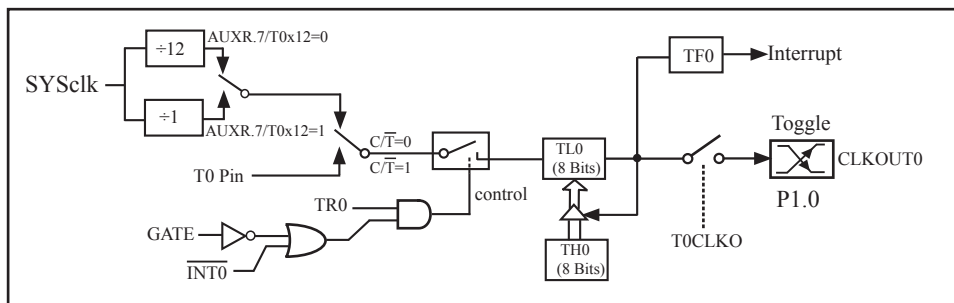 ÷12
AUXR.7/T0x12=0
SYSclk
÷1
AUXR.7/T0x12=1
T0 Pin
C/T̅=0
C/T̅=1
TR0
GATE
I̅N̅T̅0̅
control
TL0
(8 Bits)
TH0
(8 Bits)
TF0
Interrupt
Toggle
CLKOUT0
P1.0
T0CLKO